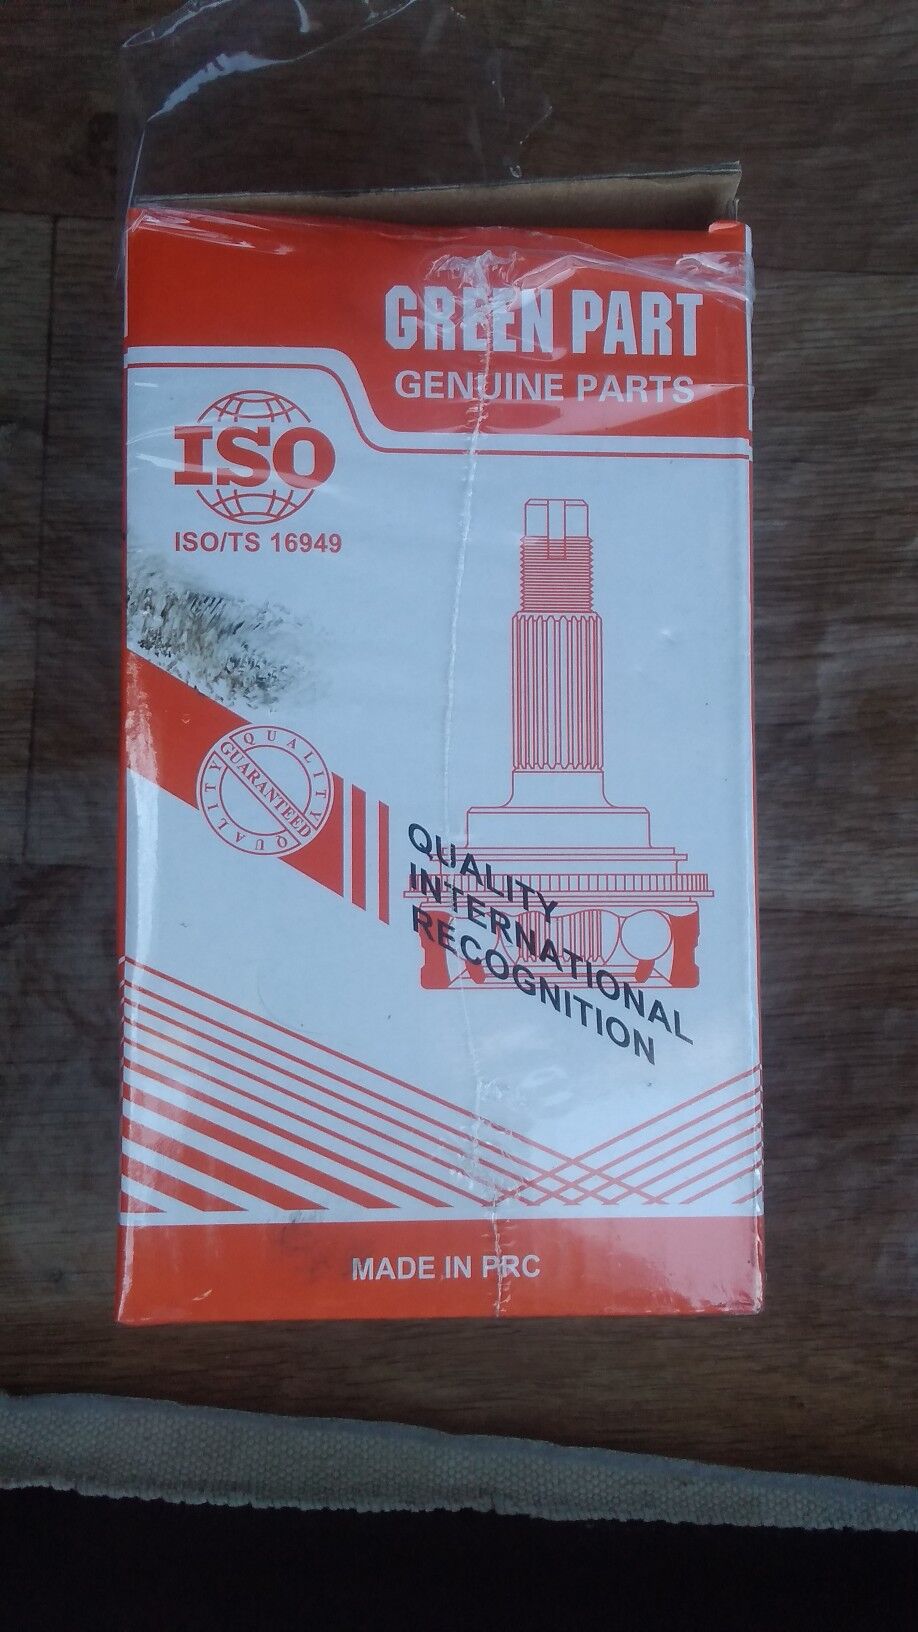 GREEN PART
GENUINE PARTS
ISO
ISO/TS 16949
QUALITY
GUARANTEED
QUALITY
QUALITY
INTERNATIONAL
RECOGNITION
MADE IN PRC